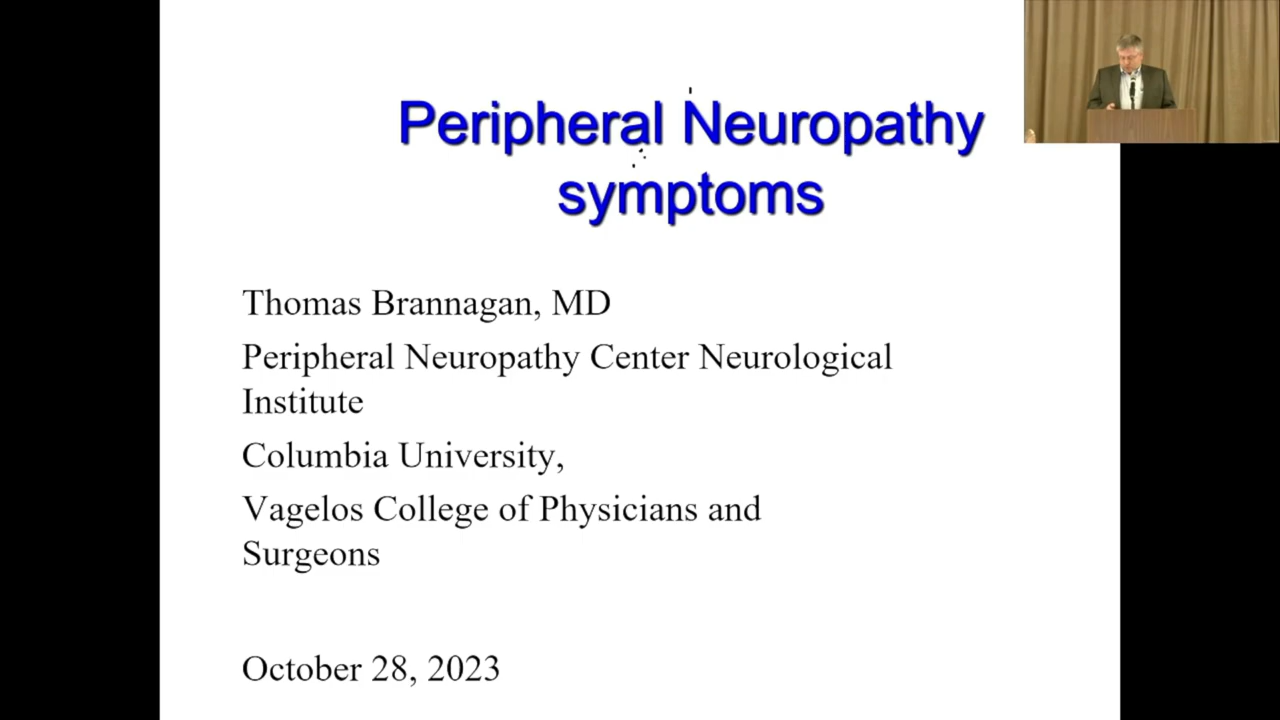 Peripheral Neuropathy
symptoms
Thomas Brannagan, MD
Peripheral Neuropathy Center Neurological
Institute
Columbia University,
Vagelos College of Physicians and
Surgeons
October 28, 2023